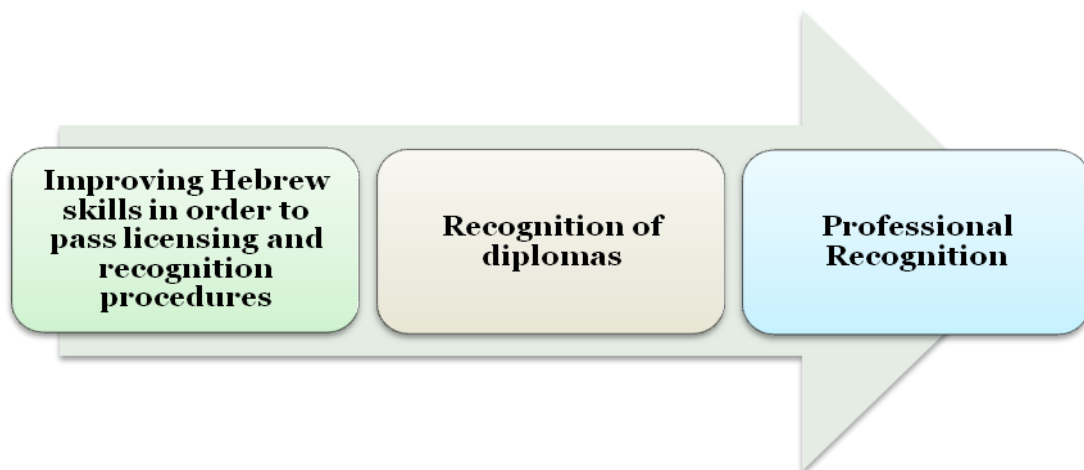 Improving Hebrew
skills in order to
pass licensing and
recognition
procedures
Recognition of
diplomas
Professional
Recognition